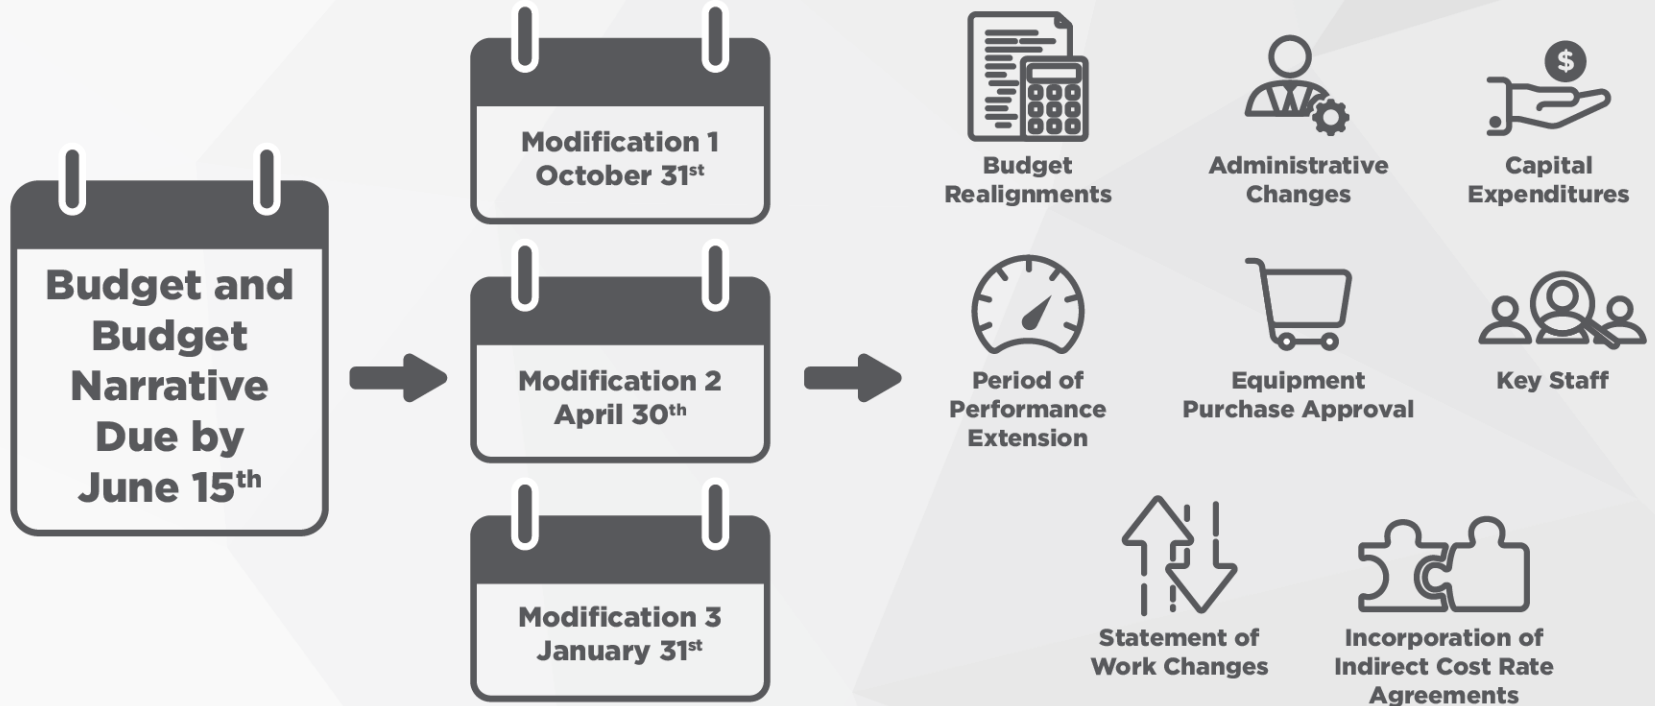 Budget and
Budget
Narrative
Due by
June 15th
Modification 1
October 31st
Modification 2
April 30th
Modification 3
January 31st
Budget
Realignments
Administrative
Changes
$
Capital
Expenditures
Period of
Performance
Extension
Equipment
Purchase Approval
Key Staff
Statement of
Work Changes
Incorporation of
Indirect Cost Rate
Agreements